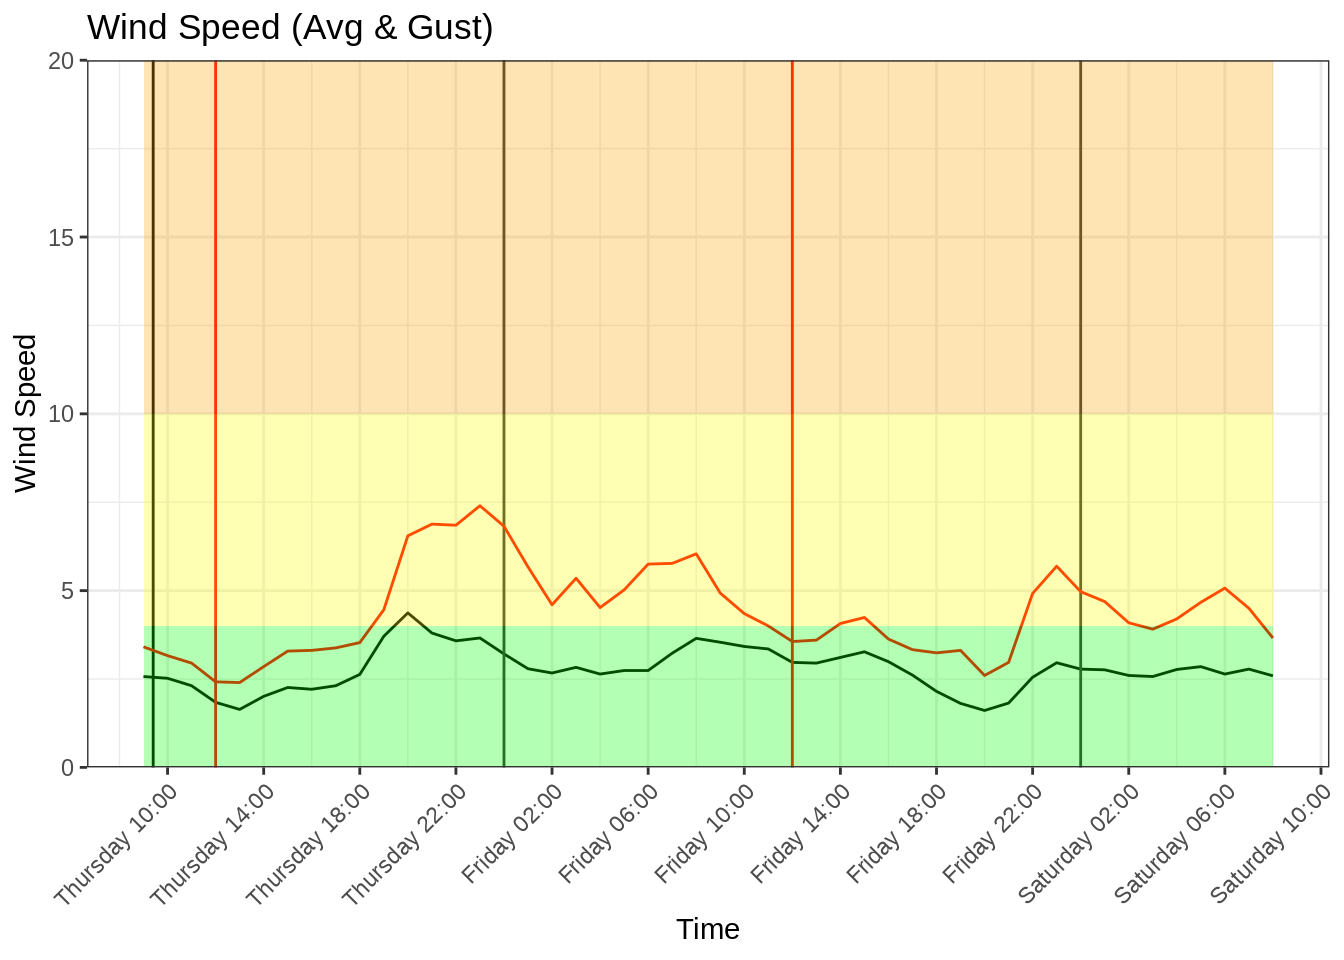 Wind Speed (Avg & Gust)
20
15
10
5
0
Wind Speed
Thursday 10:00
Thursday 14:00
Thursday 18:00
Thursday 22:00
Friday 02:00
Friday 06:00
Friday 10:00
Friday 14:00
Friday 18:00
Friday 22:00
Saturday 02:00
Saturday 06:00
Saturday 10:00
Time